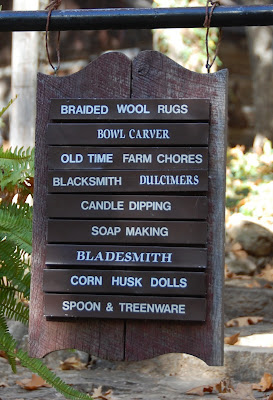 BRAIDED WOOL RUGS
BOWL CARVER
OLD TIME FARM CHORES
BLACKSMITH DULCIMERS
CANDLE DIPPING
SOAP MAKING
BLADESMITH
CORN HUSK DOLLS
SPOON & TREENWARE